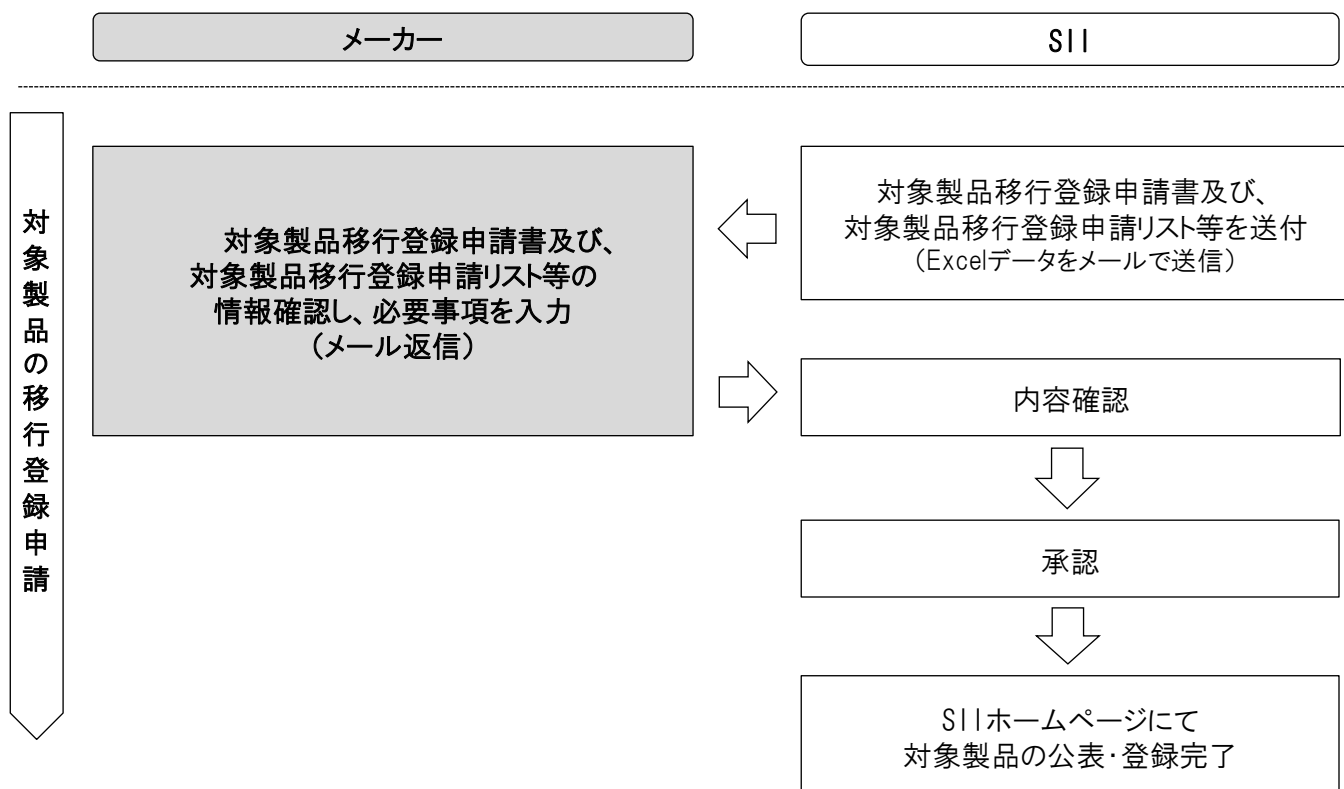 メーカー
SII
対象製品の移行登録申請
対象製品移行登録申請書及び、
対象製品移行登録申請リスト等を送付
（Excelデータをメールで送信）
対象製品移行登録申請書及び、
対象製品移行登録申請リスト等の
情報確認し、必要事項を入力
（メール返信）
内容確認
承認
SIIホームページにて
対象製品の公表・登録完了